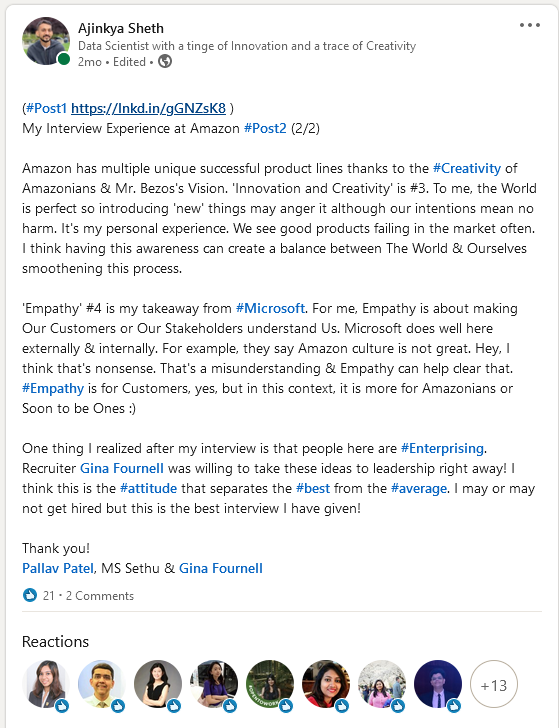 Ajinkya Sheth
Data Scientist with a tinge of Innovation and a trace of Creativity
2mo • Edited •
(#Post1 https://lnkd.in/gGNZsK8 )
My Interview Experience at Amazon #Post2 (2/2)
Amazon has multiple unique successful product lines thanks to the #Creativity of
Amazonians & Mr. Bezos's Vision. 'Innovation and Creativity' is #3. To me, the World
is perfect so introducing 'new' things may anger it although our intentions mean no
harm. It's my personal experience. We see good products failing in the market often.
I think having this awareness can create a balance between The World & Ourselves
smoothening this process.
'Empathy' #4 is my takeaway from #Microsoft. For me, Empathy is about making
Our Customers or Our Stakeholders understand Us. Microsoft does well here
externally & internally. For example, they say Amazon culture is not great. Hey, I
think that's nonsense. That's a misunderstanding & Empathy can help clear that.
#Empathy is for Customers, yes, but in this context, it is more for Amazonians or
Soon to be Ones :)
One thing I realized after my interview is that people here are #Enterprising.
Recruiter Gina Fournell was willing to take these ideas to leadership right away! I
think this is the #attitude that separates the #best from the #average. I may or may
not get hired but this is the best interview I have given!
Thank you!
Pallav Patel, MS Sethu & Gina Fournell
21 · 2 Comments
Reactions
+13